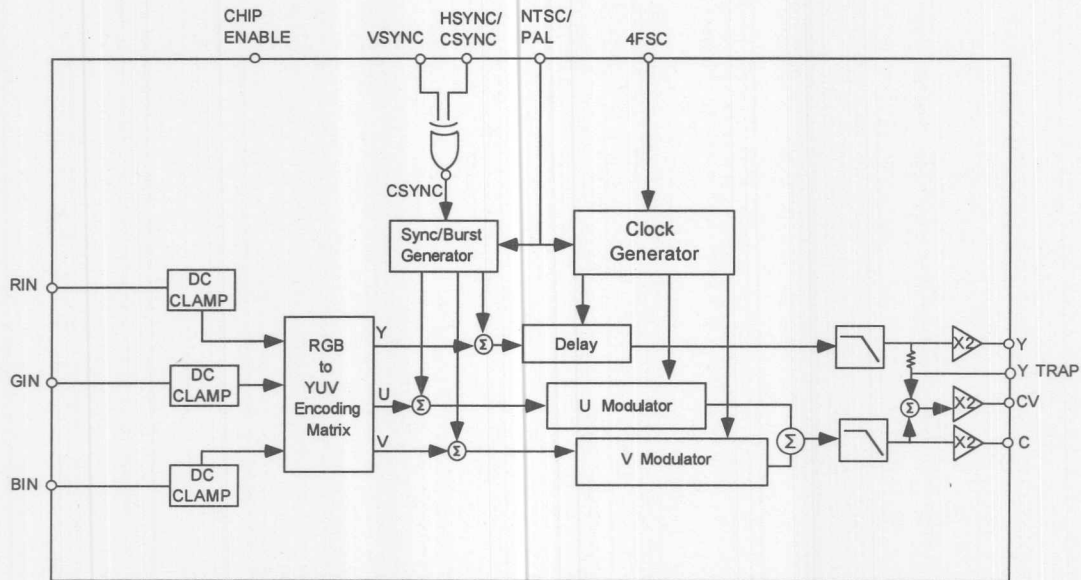 CHIP
ENABLE
VSYNC
HSYNC/
CSYNC
NTSC/
PAL
4FSC
CSYNC
Sync/Burst
Generator
Clock
Generator
RIN
DC
CLAMP
GIN
DC
CLAMP
BIN
DC
CLAMP
RGB
to
YUV
Encoding
Matrix
Y
U
V
Σ
Σ
Σ
Delay
U Modulator
V Modulator
Σ
Σ
X2
X2
X2
Y
Y TRAP
CV
C